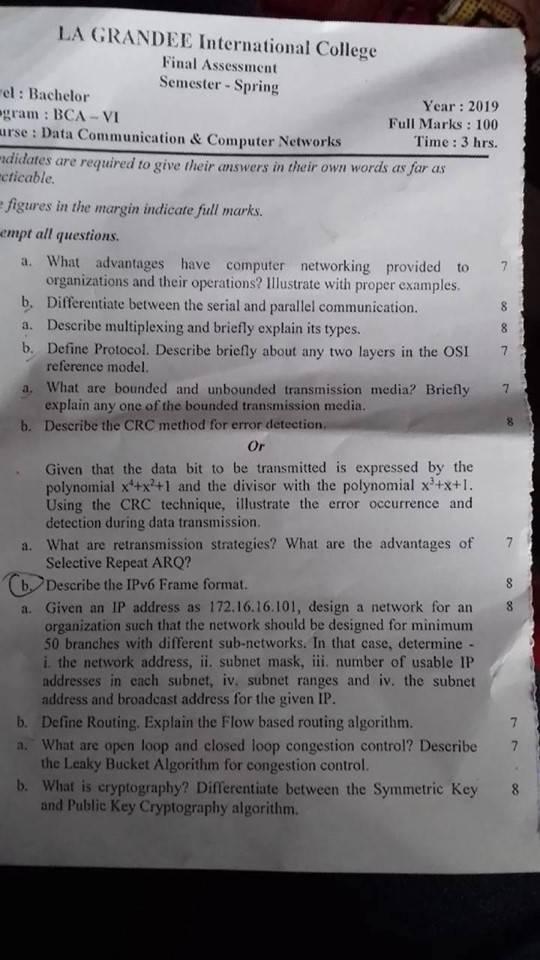 LA GRANDEE International College
Final Assessment
Semester - Spring
el : Bachelor
Year : 2019
gram : BCA – VI
Full Marks : 100
urse : Data Communication & Computer Networks
Time : 3 hrs.
ndidates are required to give their answers in their own words as far as
cticable.
e figures in the margin indicate full marks.
empt all questions.
a. What advantages have computer networking provided to 7
organizations and their operations? Illustrate with proper examples.
b. Differentiate between the serial and parallel communication. 8
a. Describe multiplexing and briefly explain its types. 8
b. Define Protocol. Describe briefly about any two layers in the OSI 7
reference model.
a. What are bounded and unbounded transmission media? Briefly 7
explain any one of the bounded transmission media.
b. Describe the CRC method for error detection. 8
Or
Given that the data bit to be transmitted is expressed by the
polynomial x⁴+x²+1 and the divisor with the polynomial x³+x+1.
Using the CRC technique, illustrate the error occurrence and
detection during data transmission.
a. What are retransmission strategies? What are the advantages of 7
Selective Repeat ARQ?
b. Describe the IPv6 Frame format. 8
a. Given an IP address as 172.16.16.101, design a network for an 8
organization such that the network should be designed for minimum
50 branches with different sub-networks. In that case, determine -
i. the network address, ii. subnet mask, iii. number of usable IP
addresses in each subnet, iv. subnet ranges and iv. the subnet
address and broadcast address for the given IP.
b. Define Routing. Explain the Flow based routing algorithm. 7
a. What are open loop and closed loop congestion control? Describe 7
the Leaky Bucket Algorithm for congestion control.
b. What is cryptography? Differentiate between the Symmetric Key 8
and Public Key Cryptography algorithm.